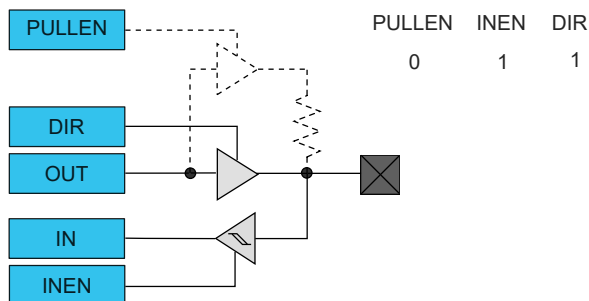 PULLEN
PULLEN INEN DIR
0 1 1
DIR
OUT
IN
INEN